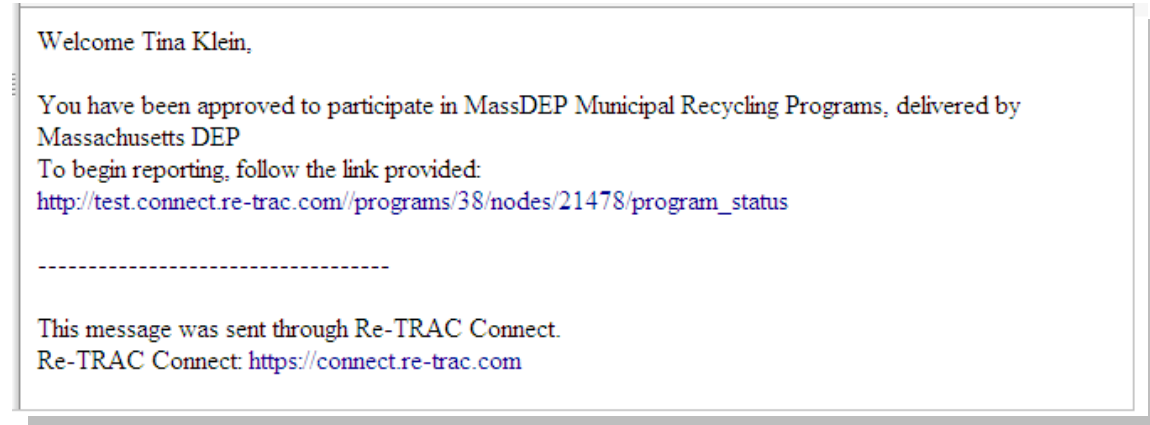 Welcome Tina Klein,
You have been approved to participate in MassDEP Municipal Recycling Programs, delivered by
Massachusetts DEP
To begin reporting, follow the link provided:
http://test.connect.re-trac.com//programs/38/nodes/21478/program_status
-----------------------------------
This message was sent through Re-TRAC Connect.
Re-TRAC Connect: https://connect.re-trac.com